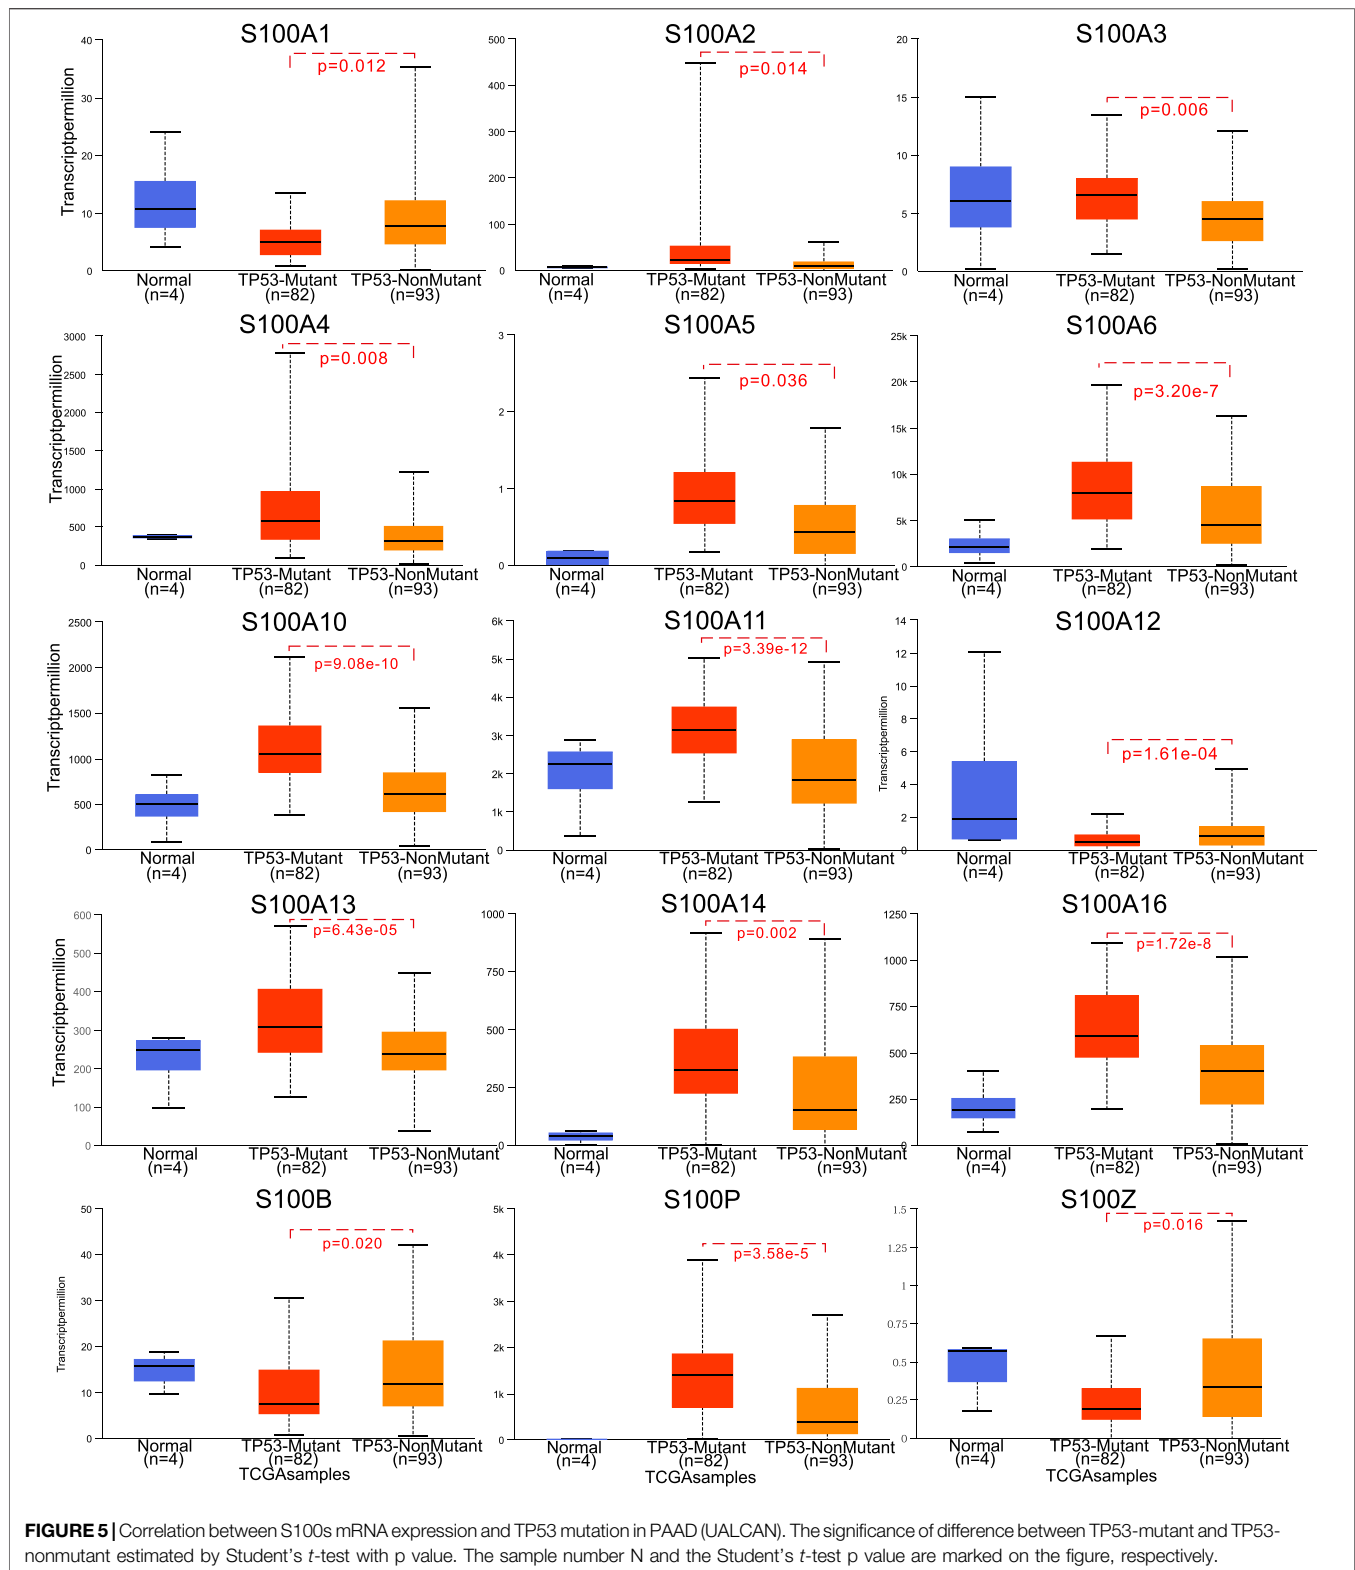 S100A1
S100A2
S100A3
Transcriptpermillion
40
30
20
10
0
p=0.012
Normal
(n=4)
TP53-Mutant
(n=82)
TP53-NonMutant
(n=93)
500
400
300
200
100
0
p=0.014
Normal
(n=4)
TP53-Mutant
(n=82)
TP53-NonMutant
(n=93)
20
15
10
5
0
p=0.006
Normal
(n=4)
TP53-Mutant
(n=82)
TP53-NonMutant
(n=93)
S100A4
S100A5
S100A6
Transcriptpermillion
3000
2500
2000
1500
1000
500
0
p=0.008
Normal
(n=4)
TP53-Mutant
(n=82)
TP53-NonMutant
(n=93)
3
2
1
0
p=0.036
Normal
(n=4)
TP53-Mutant
(n=82)
TP53-NonMutant
(n=93)
25k
20k
15k
10k
5k
0
p=3.20e-7
Normal
(n=4)
TP53-Mutant
(n=82)
TP53-NonMutant
(n=93)
S100A10
S100A11
S100A12
Transcriptpermillion
2500
2000
1500
1000
500
0
p=9.08e-10
Normal
(n=4)
TP53-Mutant
(n=82)
TP53-NonMutant
(n=93)
6k
5k
4k
3k
2k
1k
0
p=3.39e-12
Normal
(n=4)
TP53-Mutant
(n=82)
TP53-NonMutant
(n=93)
Transcriptpermillion
14
12
10
8
6
4
2
0
p=1.61e-04
Normal
(n=4)
TP53-Mutant
(n=82)
TP53-NonMutant
(n=93)
S100A13
S100A14
S100A16
Transcriptpermillion
600
500
400
300
200
100
0
p=6.43e-05
Normal
(n=4)
TP53-Mutant
(n=82)
TP53-NonMutant
(n=93)
1000
750
500
250
0
p=0.002
Normal
(n=4)
TP53-Mutant
(n=82)
TP53-NonMutant
(n=93)
1250
1000
750
500
250
0
p=1.72e-8
Normal
(n=4)
TP53-Mutant
(n=82)
TP53-NonMutant
(n=93)
S100B
S100P
S100Z
Transcriptpermillion
50
40
30
20
10
0
p=0.020
Normal
(n=4)
TP53-Mutant
(n=82)
TP53-NonMutant
(n=93)
TCGAsamples
5k
4k
3k
2k
1k
0
p=3.58e-5
Normal
(n=4)
TP53-Mutant
(n=82)
TP53-NonMutant
(n=93)
TCGAsamples
1.5
1.25
1
0.75
0.5
0.25
0
p=0.016
Normal
(n=4)
TP53-Mutant
(n=82)
TP53-NonMutant
(n=93)
TCGAsamples
FIGURE 5 | Correlation between S100s mRNA expression and TP53 mutation in PAAD (UALCAN). The significance of difference between TP53-mutant and TP53-
nonmutant estimated by Student's t-test with p value. The sample number N and the Student's t-test p value are marked on the figure, respectively.